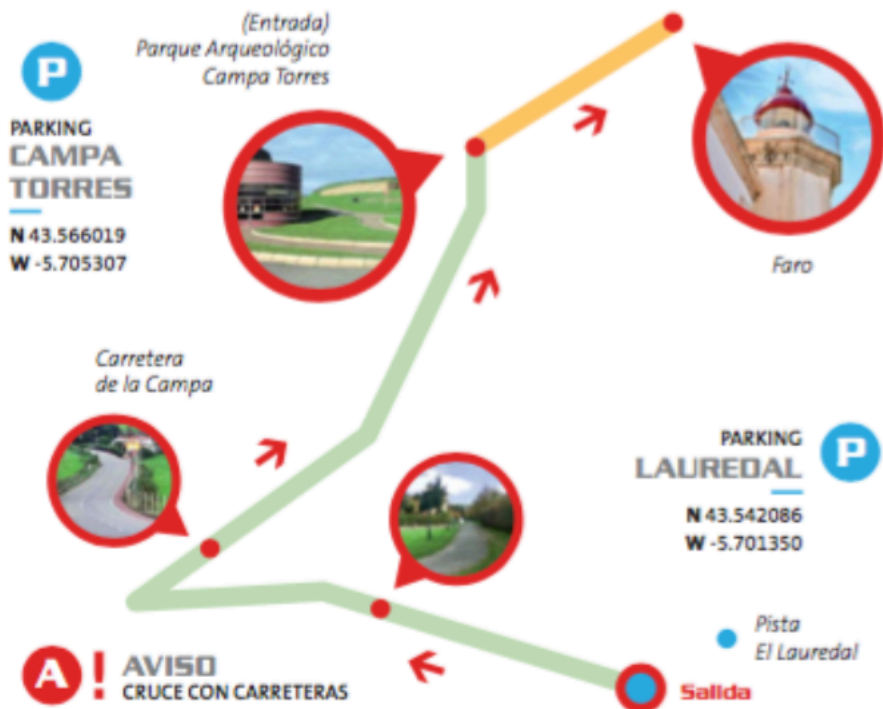 (Entrada)
Parque Arqueológico
Campa Torres
P
PARKING
CAMPA
TORRES
N 43.566019
W -5.705307
Faro
Carretera
de la Campa
PARKING
LAUREDAL
P
N 43.542086
W -5.701350
Pista
El Lauredal
A ! AVISO
CRUCE CON CARRETERAS
Salida